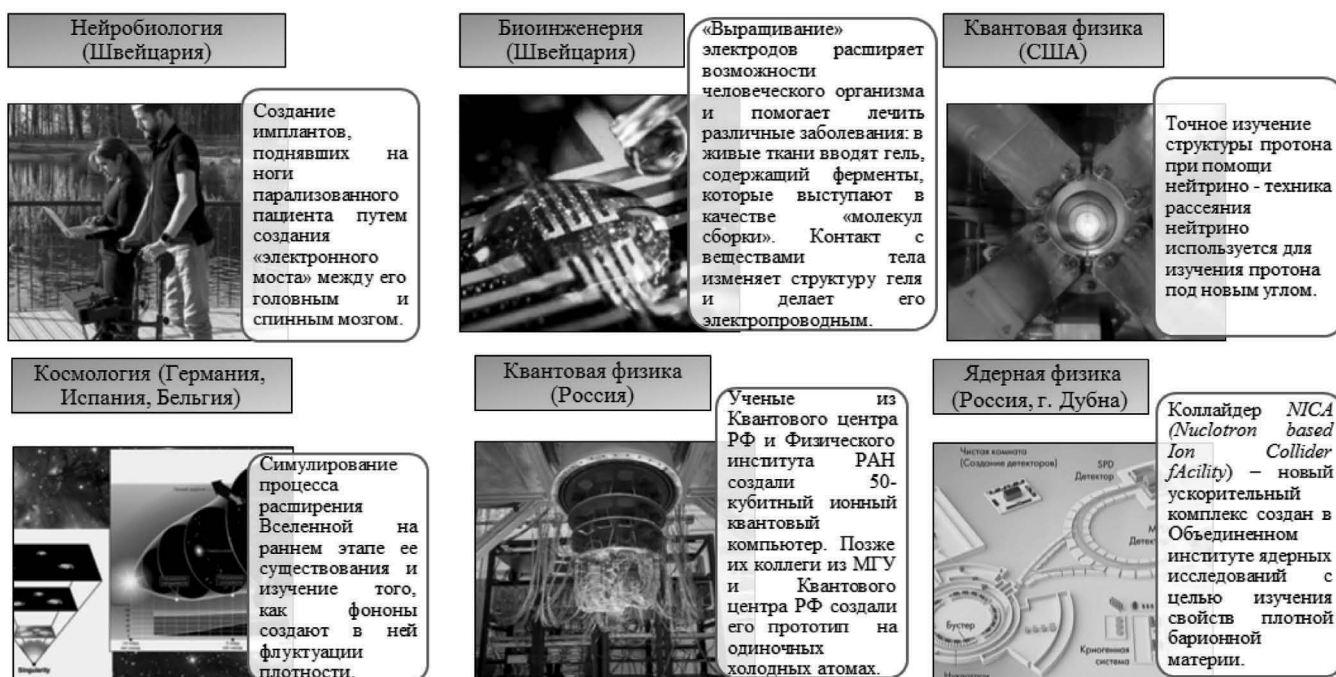 Нейробиология
(Швейцария)
Создание
имплантов,
поднявших на
ноги
парализованного
пациента путем
создания
«электронного
моста» между его
головным и
спинным мозгом.
Биоинженерия
(Швейцария)
«Выращивание»
электродов расширяет
возможности
человеческого организма
и помогает лечить
различные заболевания: в
живые ткани вводят гель,
содержащий ферменты,
которые выступают в
качестве «молекул
сборки». Контакт с
веществами тела
изменяет структуру геля
и делает его
электропроводным.
Квантовая физика
(США)
Точное изучение
структуры протона
при помощи
нейтрино - техника
рассеяния
нейтрино
используется для
изучения протона
под новым углом.
Космология (Германия,
Испания, Бельгия)
Singularity
Симулирование
процесса
расширения
Вселенной на
раннем этапе ее
существования и
изучение того,
как фононы
создают в ней
флуктуации
плотности.
Квантовая физика
(Россия)
Ученые из
Квантового центра
РФ и Физического
института РАН
создали 50-
кубитный ионный
квантовый
компьютер. Позже
их коллеги из МГУ
и Квантового
центра РФ создали
его прототип на
одиночных
холодных атомах.
Ядерная физика
(Россия, г. Дубна)
Чистая комната
(Создание детекторов)
SPD
Детектор
Бустер
Криогенная
система
Коллайдер NICA
(Nuclotron based
Ion Collider
fAcility) – новый
ускорительный
комплекс создан в
Объединенном
институте ядерных
исследований с
целью изучения
свойств плотной
барионной
материи.